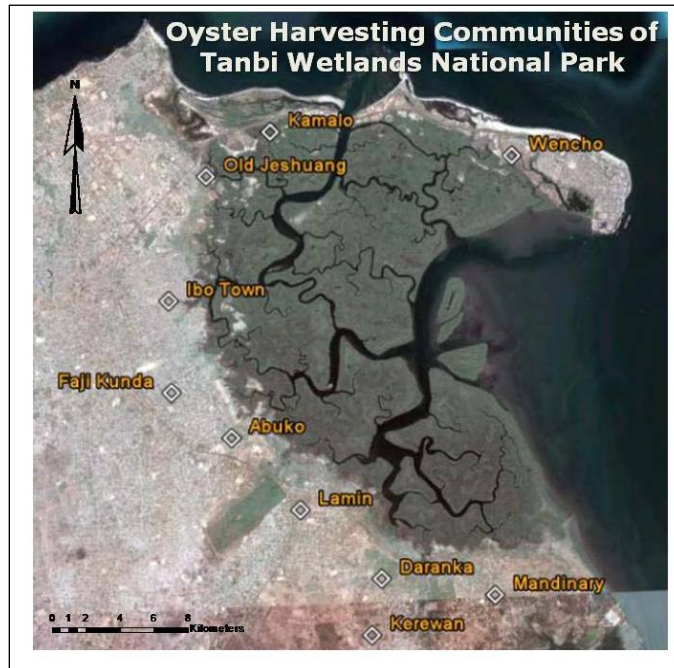 Oyster Harvesting Communities of
Tanbi Wetlands National Park
N
Kamalo
Wencho
Old Jeshuang
Ibo Town
Faji Kunda
Abuko
Lamin
Daranka
Mandinary
0 1 2 4 6 8
Kilometers
Kerewan